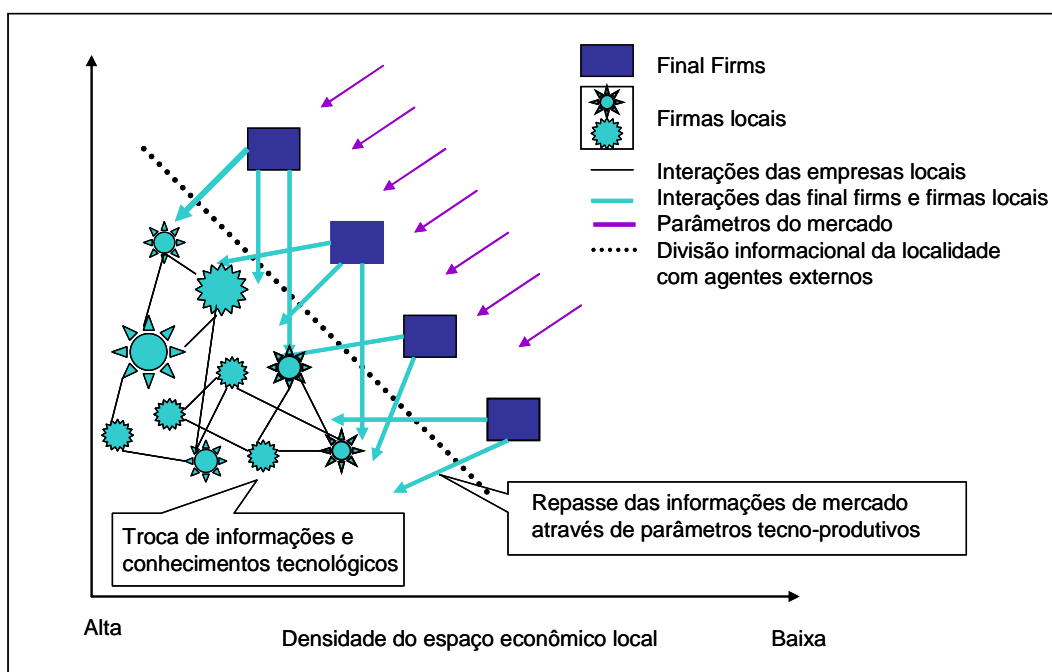 Final Firms
Firmas locais
Interações das empresas locais
Interações das final firms e firmas locais
Parâmetros do mercado
Divisão informacional da localidade
com agentes externos
Repasse das informações de mercado
através de parâmetros tecno-produtivos
Troca de informações e
conhecimentos tecnológicos
Alta
Densidade do espaço econômico local
Baixa